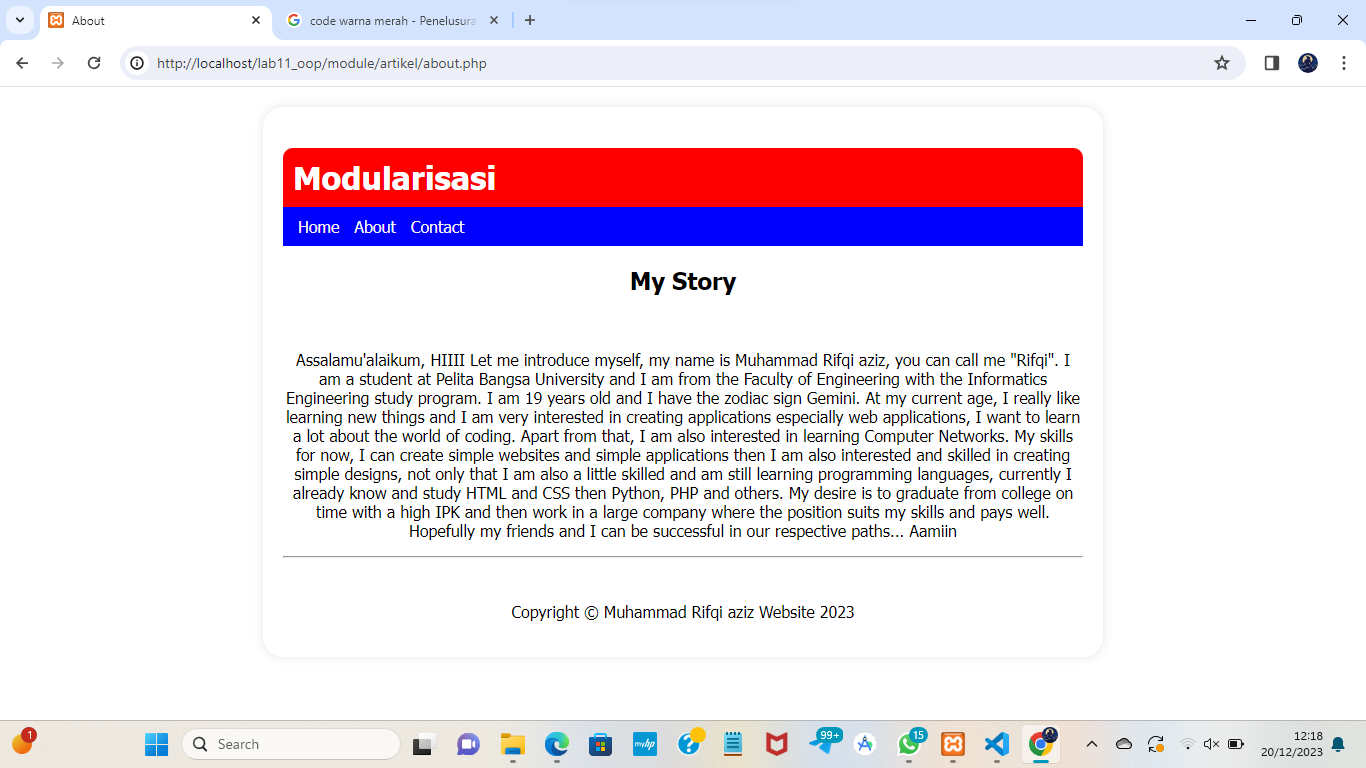 About
code warna merah - Penelusura
http://localhost/lab11_oop/module/artikel/about.php
Modularisasi
Home About Contact
My Story
Assalamu'alaikum, HIIII Let me introduce myself, my name is Muhammad Rifqi aziz, you can call me "Rifqi". I
am a student at Pelita Bangsa University and I am from the Faculty of Engineering with the Informatics
Engineering study program. I am 19 years old and I have the zodiac sign Gemini. At my current age, I really like
learning new things and I am very interested in creating applications especially web applications, I want to learn
a lot about the world of coding. Apart from that, I am also interested in learning Computer Networks. My skills
for now, I can create simple websites and simple applications then I am also interested and skilled in creating
simple designs, not only that I am also a little skilled and am still learning programming languages, currently I
already know and study HTML and CSS then Python, PHP and others. My desire is to graduate from college on
time with a high IPK and then work in a large company where the position suits my skills and pays well.
Hopefully my friends and I can be successful in our respective paths... Aamiin
Copyright © Muhammad Rifqi aziz Website 2023
1
Search
myhp
99+
15
12:18
20/12/2023